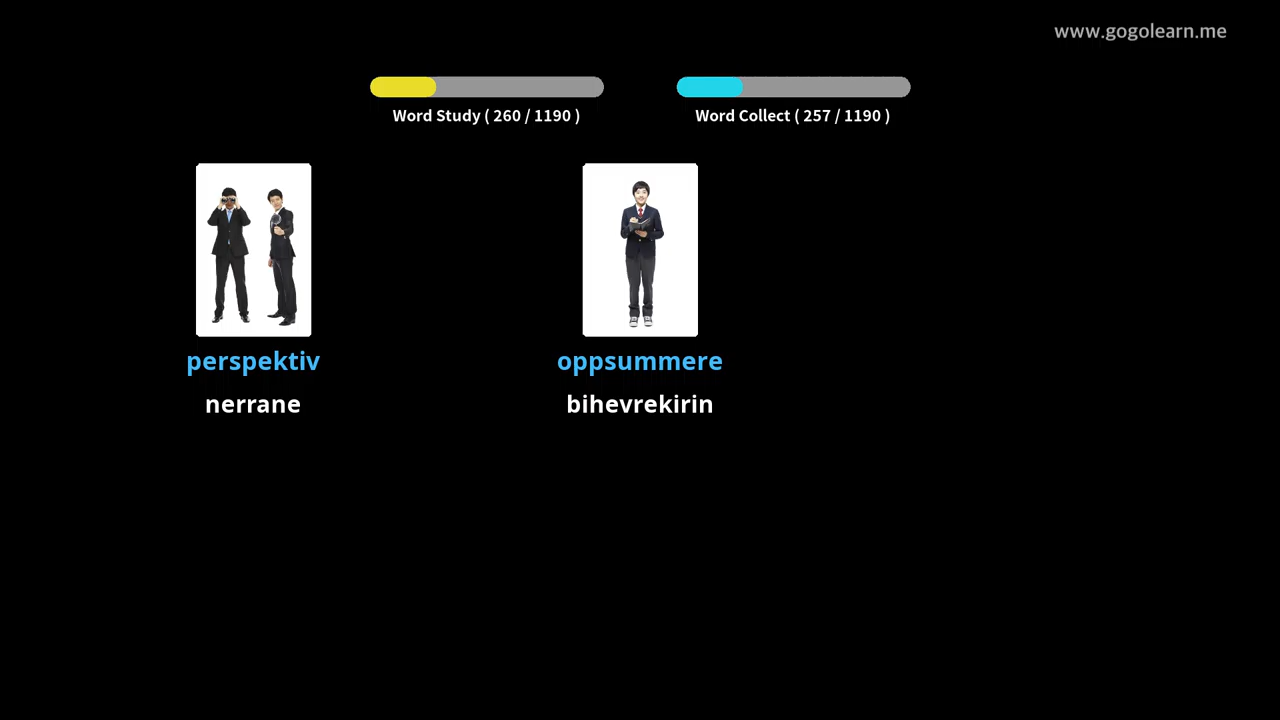 www.gogolearn.me
Word Study ( 260 / 1190 )
Word Collect ( 257 / 1190 )
perspektiv
oppsummere
nerrane
bihevrekirin